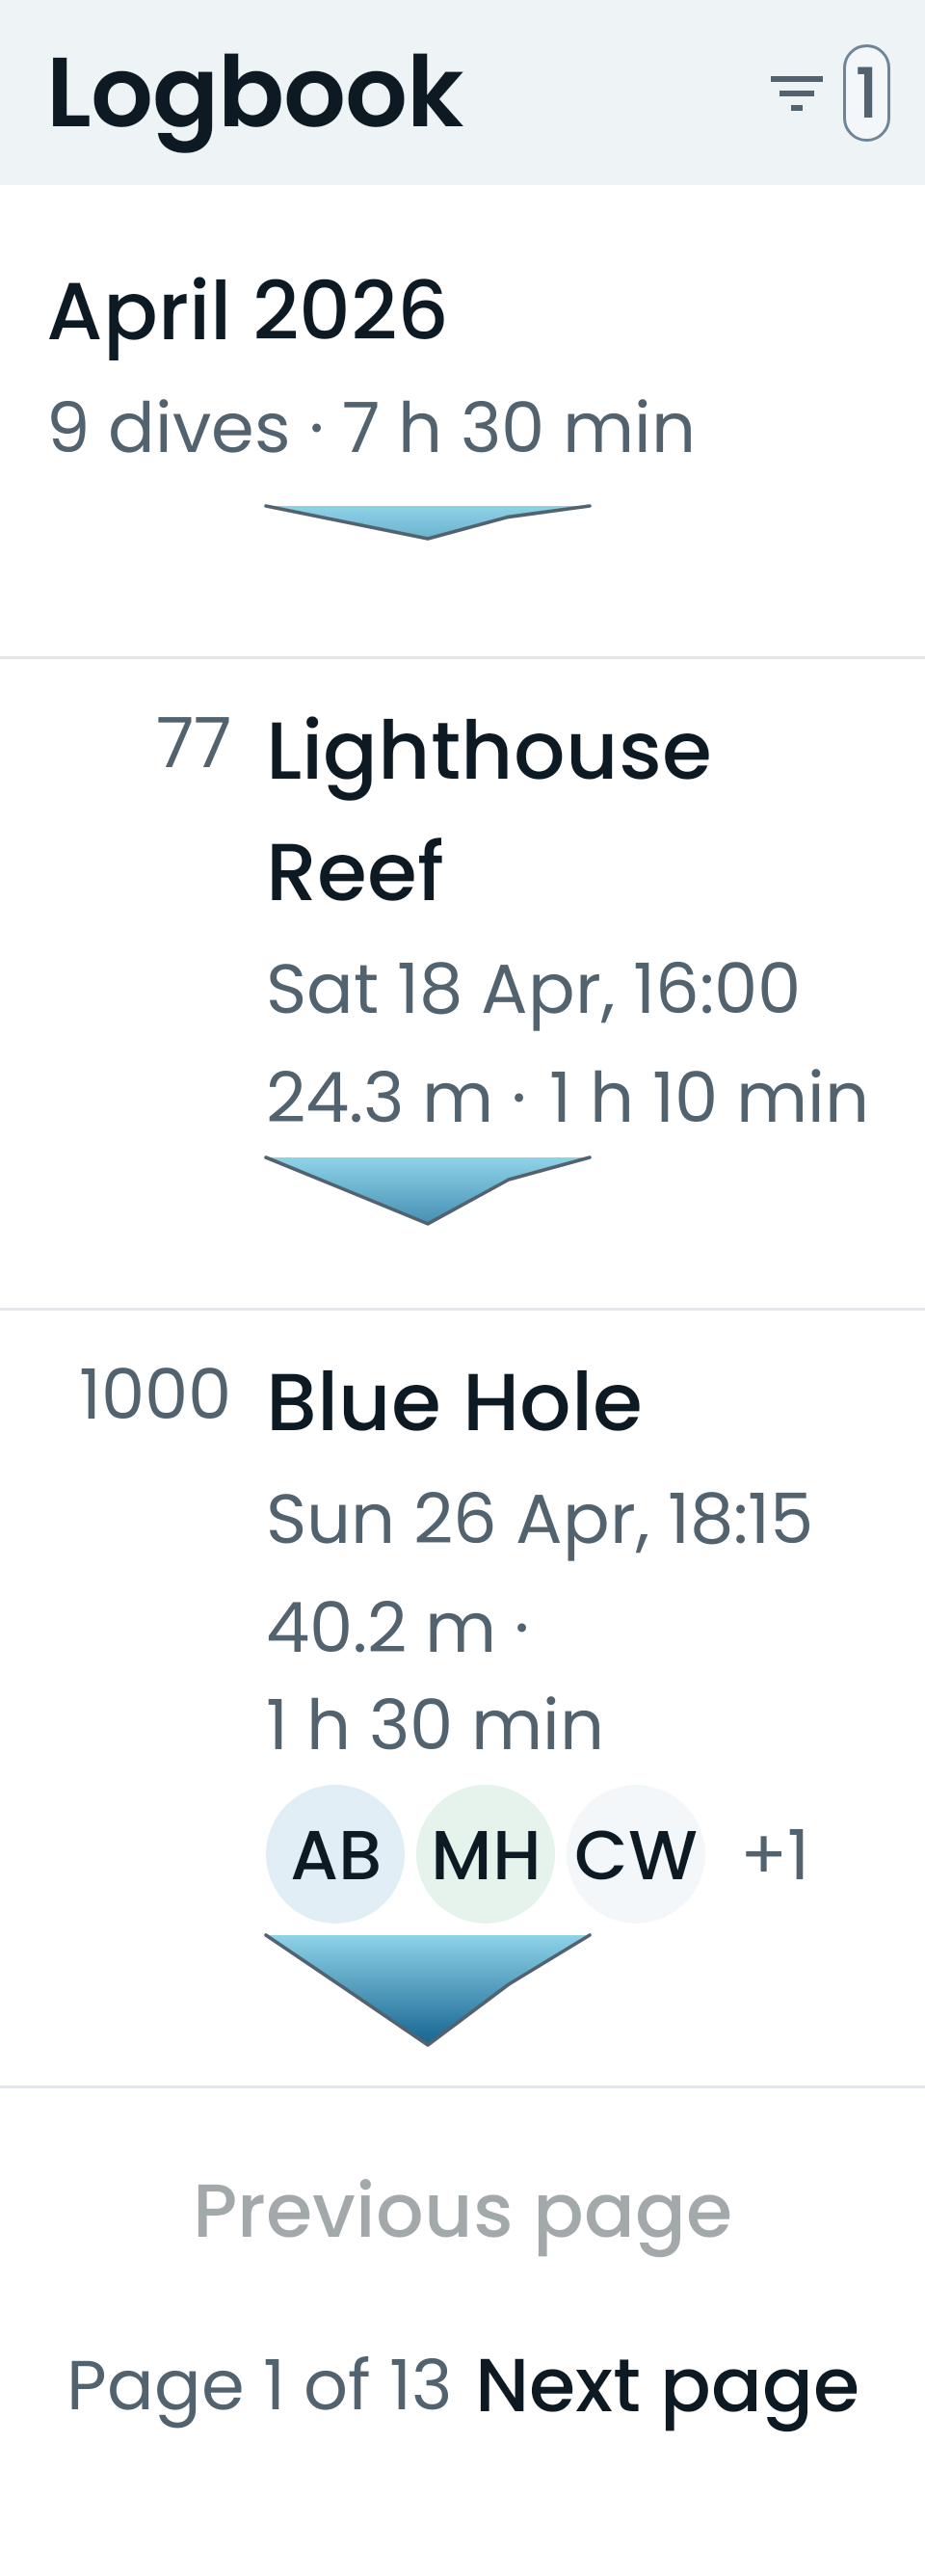 Logbook
1
April 2026
9 dives · 7 h 30 min
77
Lighthouse
Reef
Sat 18 Apr, 16:00
24.3 m · 1 h 10 min
1000
Blue Hole
Sun 26 Apr, 18:15
40.2 m ·
1 h 30 min
AB MH CW +1
Previous page
Page 1 of 13 Next page